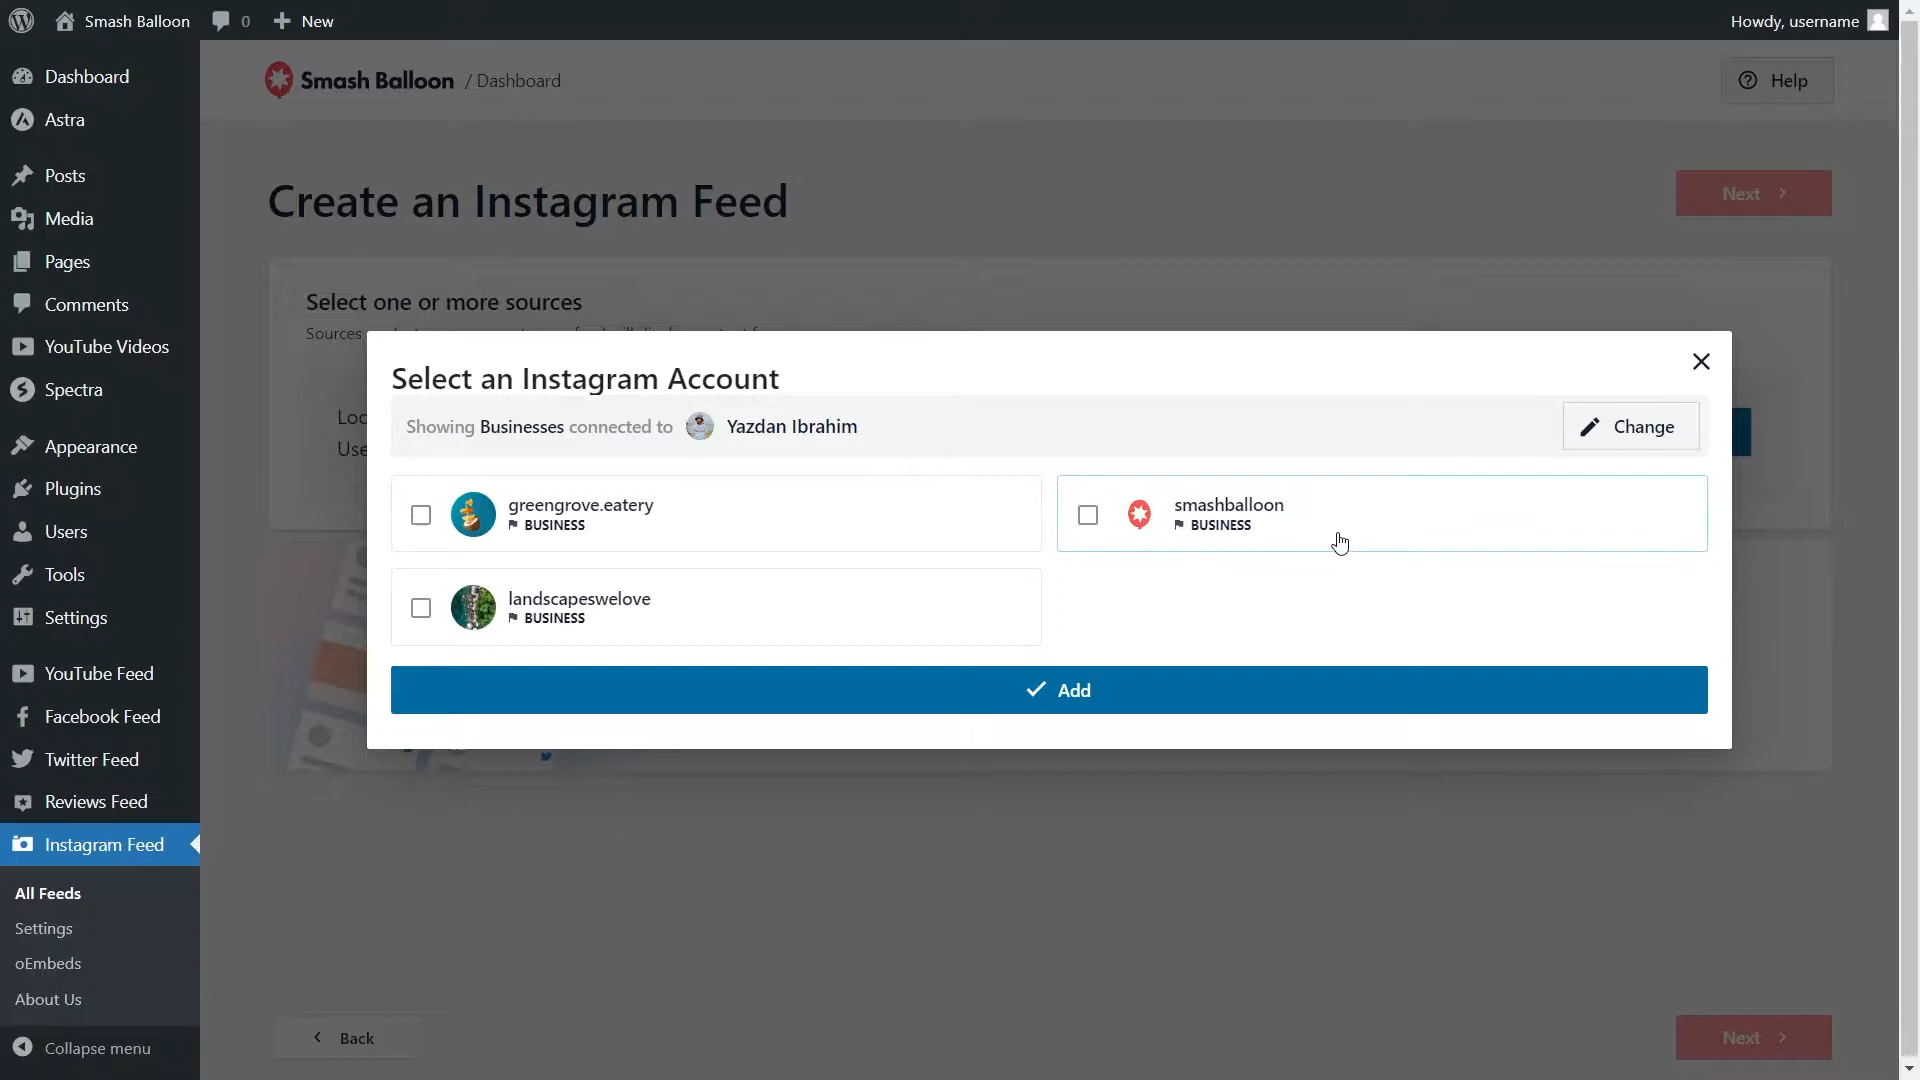 Smash Balloon 0 New Howdy, username
Dashboard
Astra
Posts
Media
Pages
Comments
YouTube Videos
Spectra
Appearance
Plugins
Users
Tools
Settings
YouTube Feed
Facebook Feed
Twitter Feed
Reviews Feed
Instagram Feed
All Feeds
Settings
oEmbeds
About Us
Collapse menu
Smash Balloon / Dashboard Help
Create an Instagram Feed Next
Select one or more sources
Sources
Select an Instagram Account
Showing Businesses connected to Yazdan Ibrahim Change
greengrove.eatery
BUSINESS
smashballoon
BUSINESS
landscapeswelove
BUSINESS
Add
Back Next